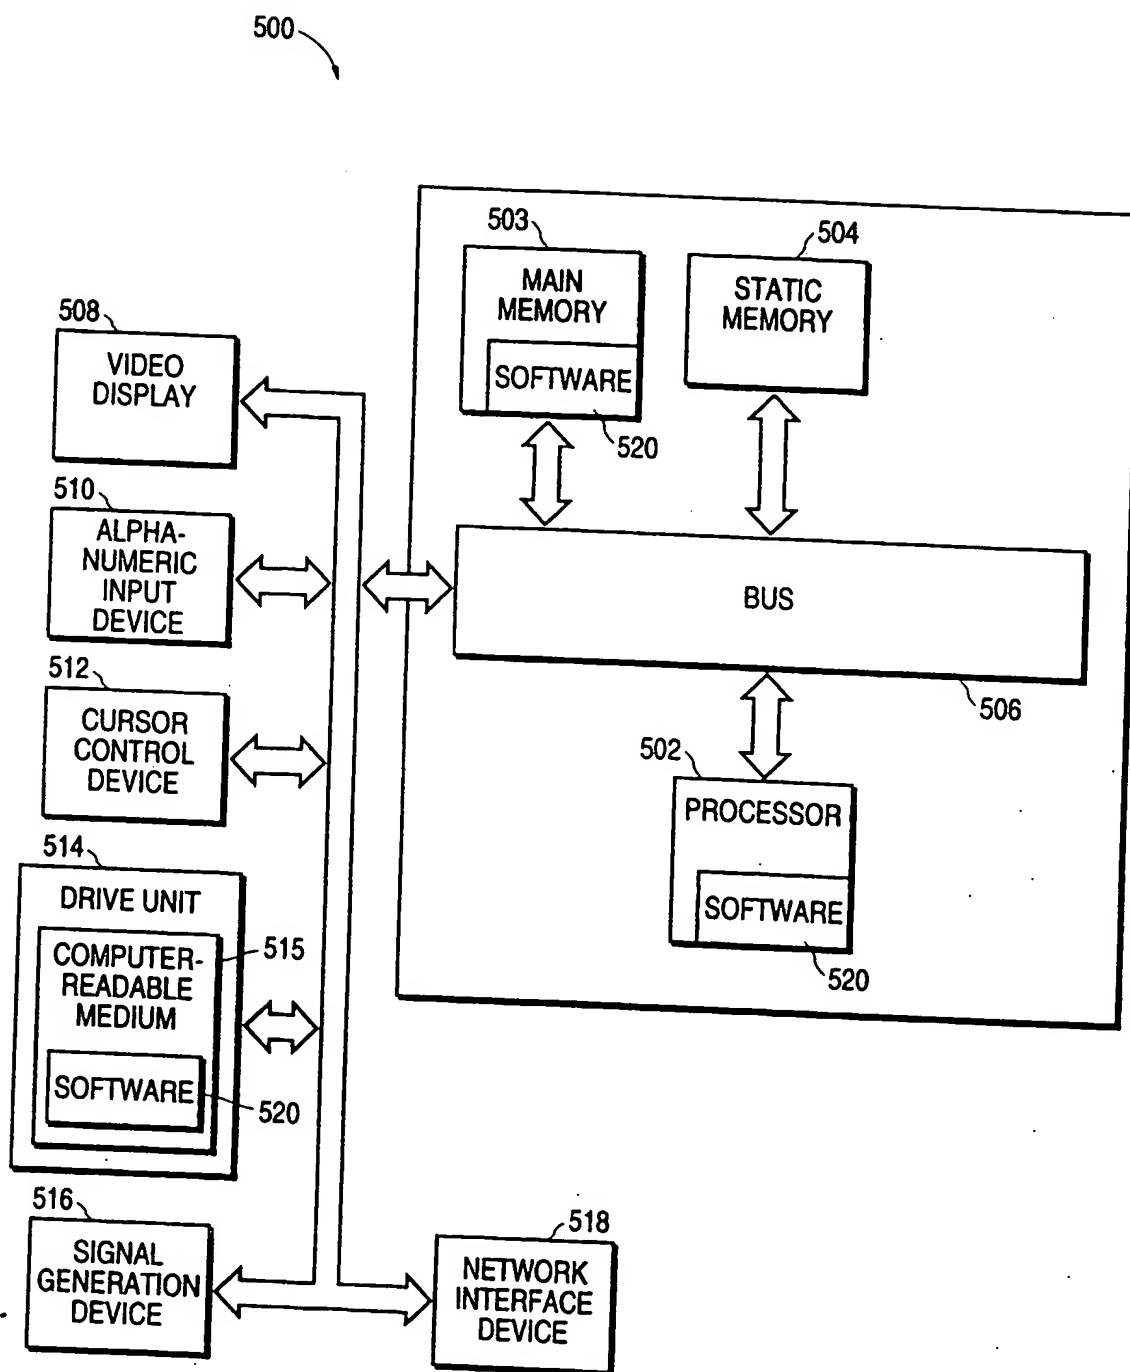 500
503
MAIN
MEMORY
SOFTWARE
520
504
STATIC
MEMORY
508
VIDEO
DISPLAY
510
ALPHA-
NUMERIC
INPUT
DEVICE
BUS
506
512
CURSOR
CONTROL
DEVICE
502
PROCESSOR
SOFTWARE
520
514
DRIVE UNIT
COMPUTER-
READABLE
MEDIUM
515
SOFTWARE
520
516
SIGNAL
GENERATION
DEVICE
518
NETWORK
INTERFACE
DEVICE